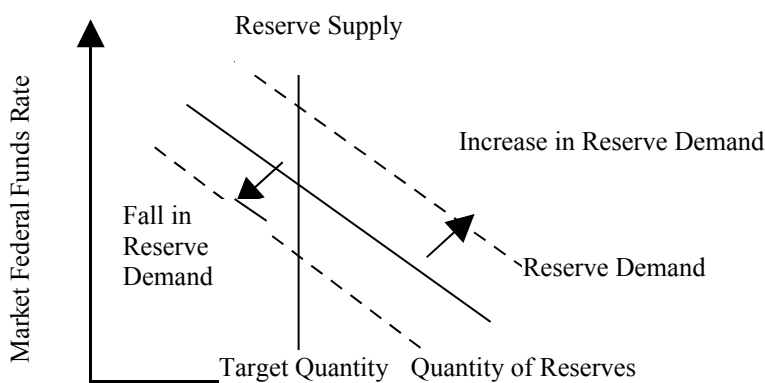 Reserve Supply
Market Federal Funds Rate
Increase in Reserve Demand
Fall in
Reserve
Demand
Reserve Demand
Target Quantity
Quantity of Reserves